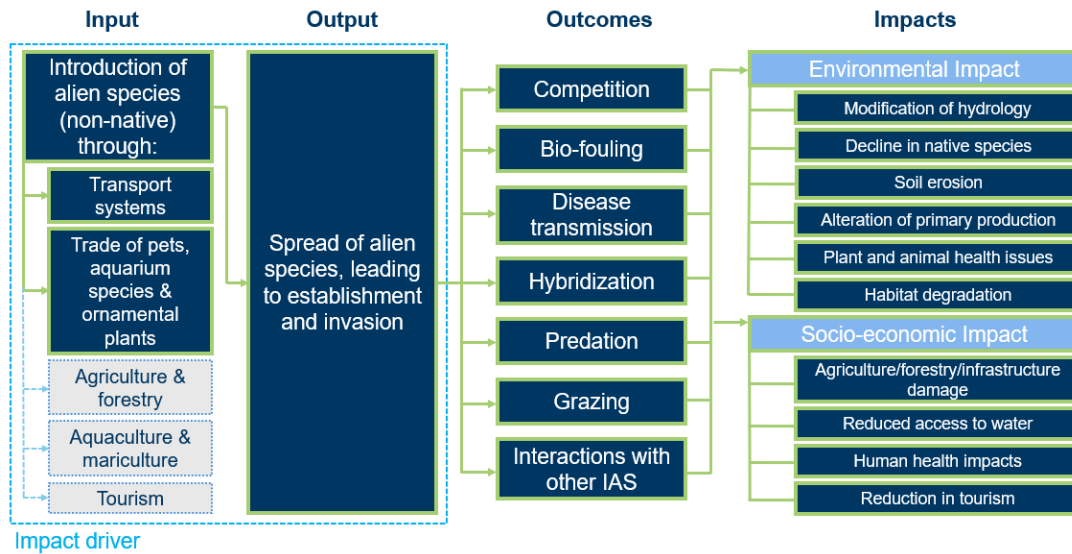 Input
Output
Outcomes
Impacts
Introduction of
alien species
(non-native)
through:
Transport
systems
Trade of pets,
aquarium
species &
ornamental
plants
Agriculture &
forestry
Aquaculture &
mariculture
Tourism
Impact driver
Spread of alien
species, leading
to establishment
and invasion
Competition
Bio-fouling
Disease
transmission
Hybridization
Predation
Grazing
Interactions with
other IAS
Environmental Impact
Modification of hydrology
Decline in native species
Soil erosion
Alteration of primary production
Plant and animal health issues
Habitat degradation
Socio-economic Impact
Agriculture/forestry/infrastructure
damage
Reduced access to water
Human health impacts
Reduction in tourism